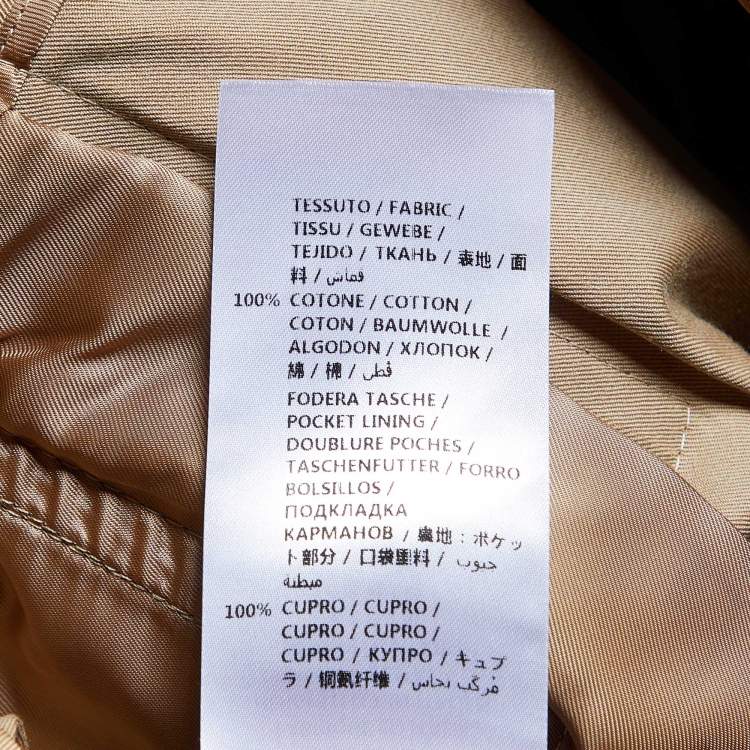 TESSUTO / FABRIC /
TISSU / GEWEBE /
TEJIDO / ТКАНЬ / 表地 / 面
料 / قماش
100% COTONE / COTTON /
COTON / BAUMWOLLE /
ALGODON / ХЛОПОК /
綿 / 棉 / قطن
FODERA TASCHE /
POCKET LINING /
DOUBLURE POCHES /
TASCHENFUTTER / FORRO
BOLSILLOS /
ПОДКЛАДКА
КАРМАНОВ / 裏地：ポケッ
ト部分 / 口袋里料 / جيوب
مبطنة
100% CUPRO / CUPRO /
CUPRO / CUPRO /
CUPRO / КУПРО / キュプ
ラ / 铜氨纤维 / مركب نحاس